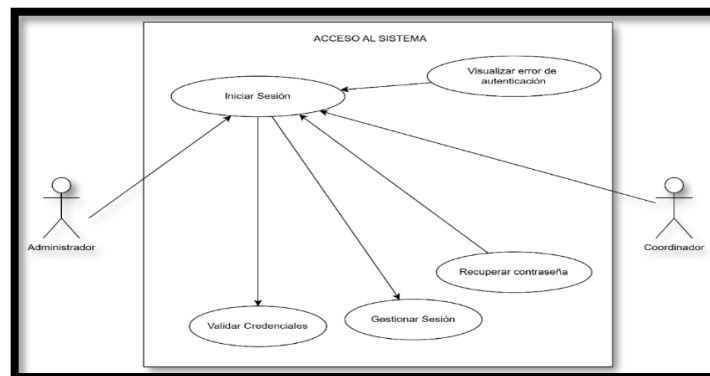 ACCESO AL SISTEMA
Visualizar error de
autenticación
Iniciar Sesión
Administrador
Coordinador
Recuperar contraseña
Gestionar Sesión
Validar Credenciales